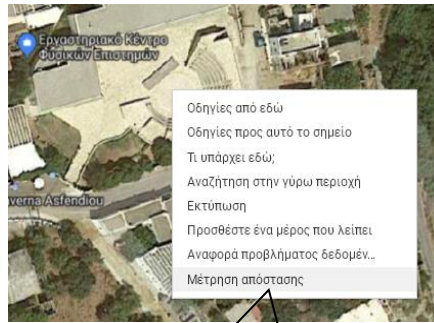 Εργαστηριακό Κέντρο
Φυσικών Επιστημών
averna Asfendiou
Οδηγίες από εδώ
Οδηγίες προς αυτό το σημείο
Τι υπάρχει εδώ;
Αναζήτηση στην γύρω περιοχή
Εκτύπωση
Προσθέστε ένα μέρος που λείπει
Αναφορά προβλήματος δεδομέν...
Μέτρηση απόστασης